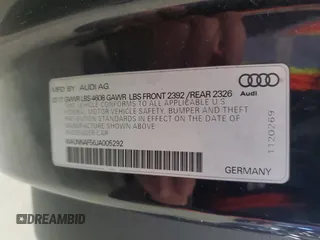 MFD BY AUDI AG
GVWR LBS 4608 GAWR LBS FRONT 2392 / REAR 2326
THIS VEHICLE CONFORMS TO ALL APPLICABLE U.S.
FEDERAL MOTOR VEHICLE SAFETY, BUMPER AND THEFT
PREVENTION STANDARDS IN EFFECT ON THE DATE OF
MANUFACTURE SHOWN ABOVE
PASSENGER CAR
GERMANY
Audi
1120269
DREAMBID